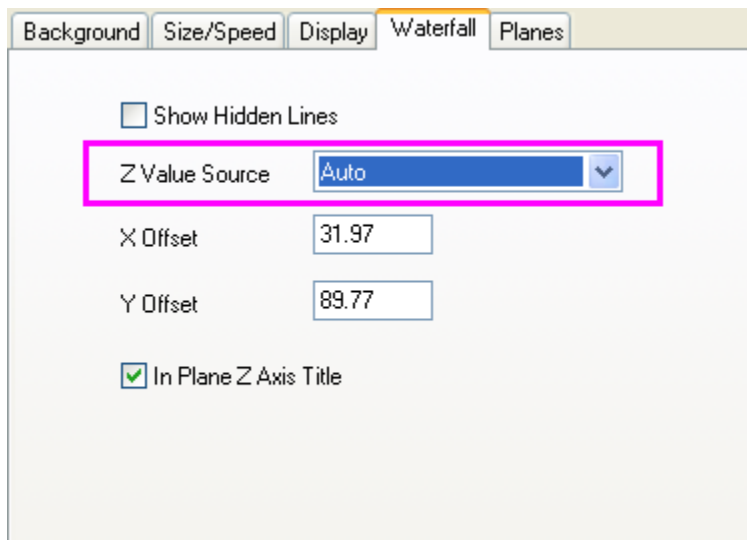 Background Size/Speed Display Waterfall Planes
Show Hidden Lines
Z Value Source Auto
X Offset 31.97
Y Offset 89.77
In Plane Z Axis Title